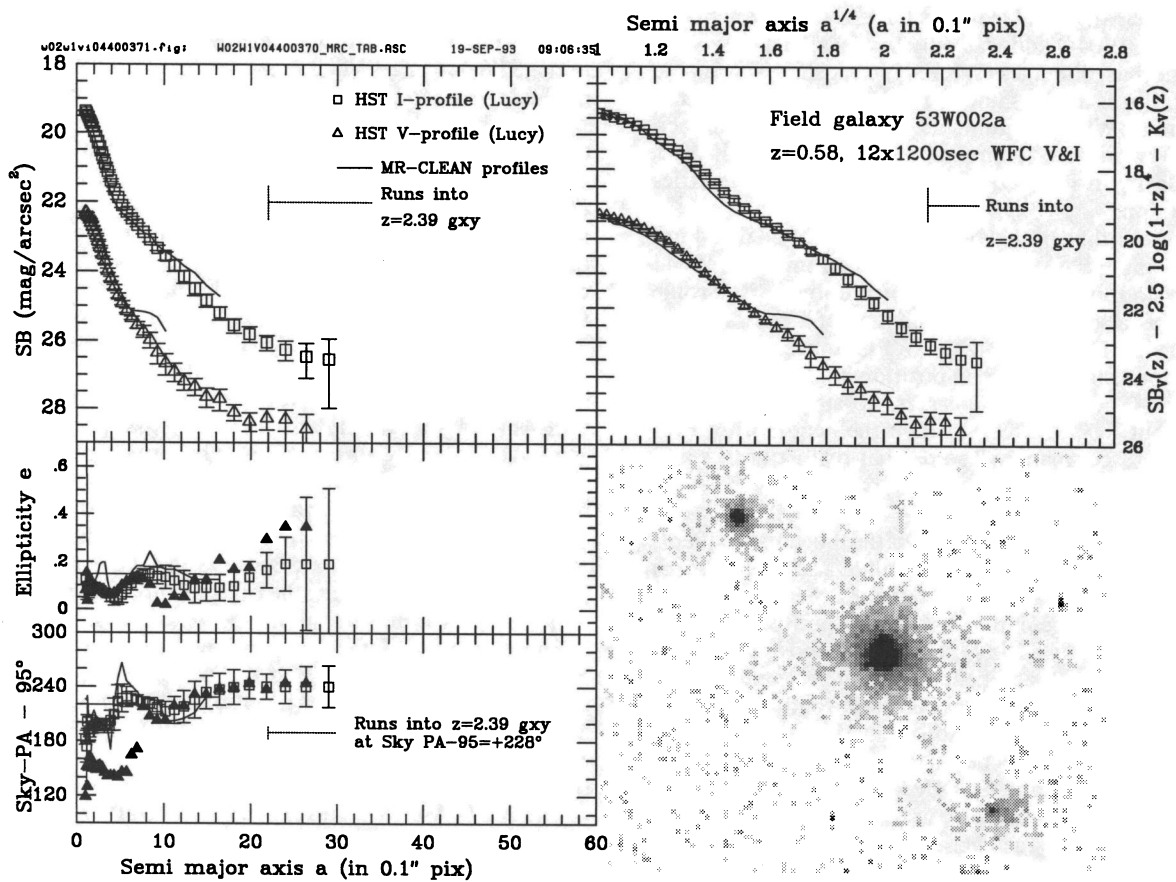 Semi major axis a^1/4 (a in 0.1" pix)
w02w1vi04400371.fig: W02W1V04400370_MRC_TAB.ASC 19-SEP-93 09:06:35
1 1.2 1.4 1.6 1.8 2 2.2 2.4 2.6 2.8
18
20
22
24
26
28
SB (mag/arcsec²)
HST I-profile (Lucy)
HST V-profile (Lucy)
MR-CLEAN profiles
Runs into
z=2.39 gxy
Field galaxy 53W002a
z=0.58, 12x1200sec WFC V&I
Runs into
z=2.39 gxy
16
18
20
22
24
26
SBv(z) - 2.5 log(1+z)⁴ - Kv(z)
.6
.4
.2
0
Ellipticity e
300
240
180
120
Sky-PA - 95°
Runs into z=2.39 gxy
at Sky PA-95=+228°
0 10 20 30 40 50 60
Semi major axis a (in 0.1" pix)